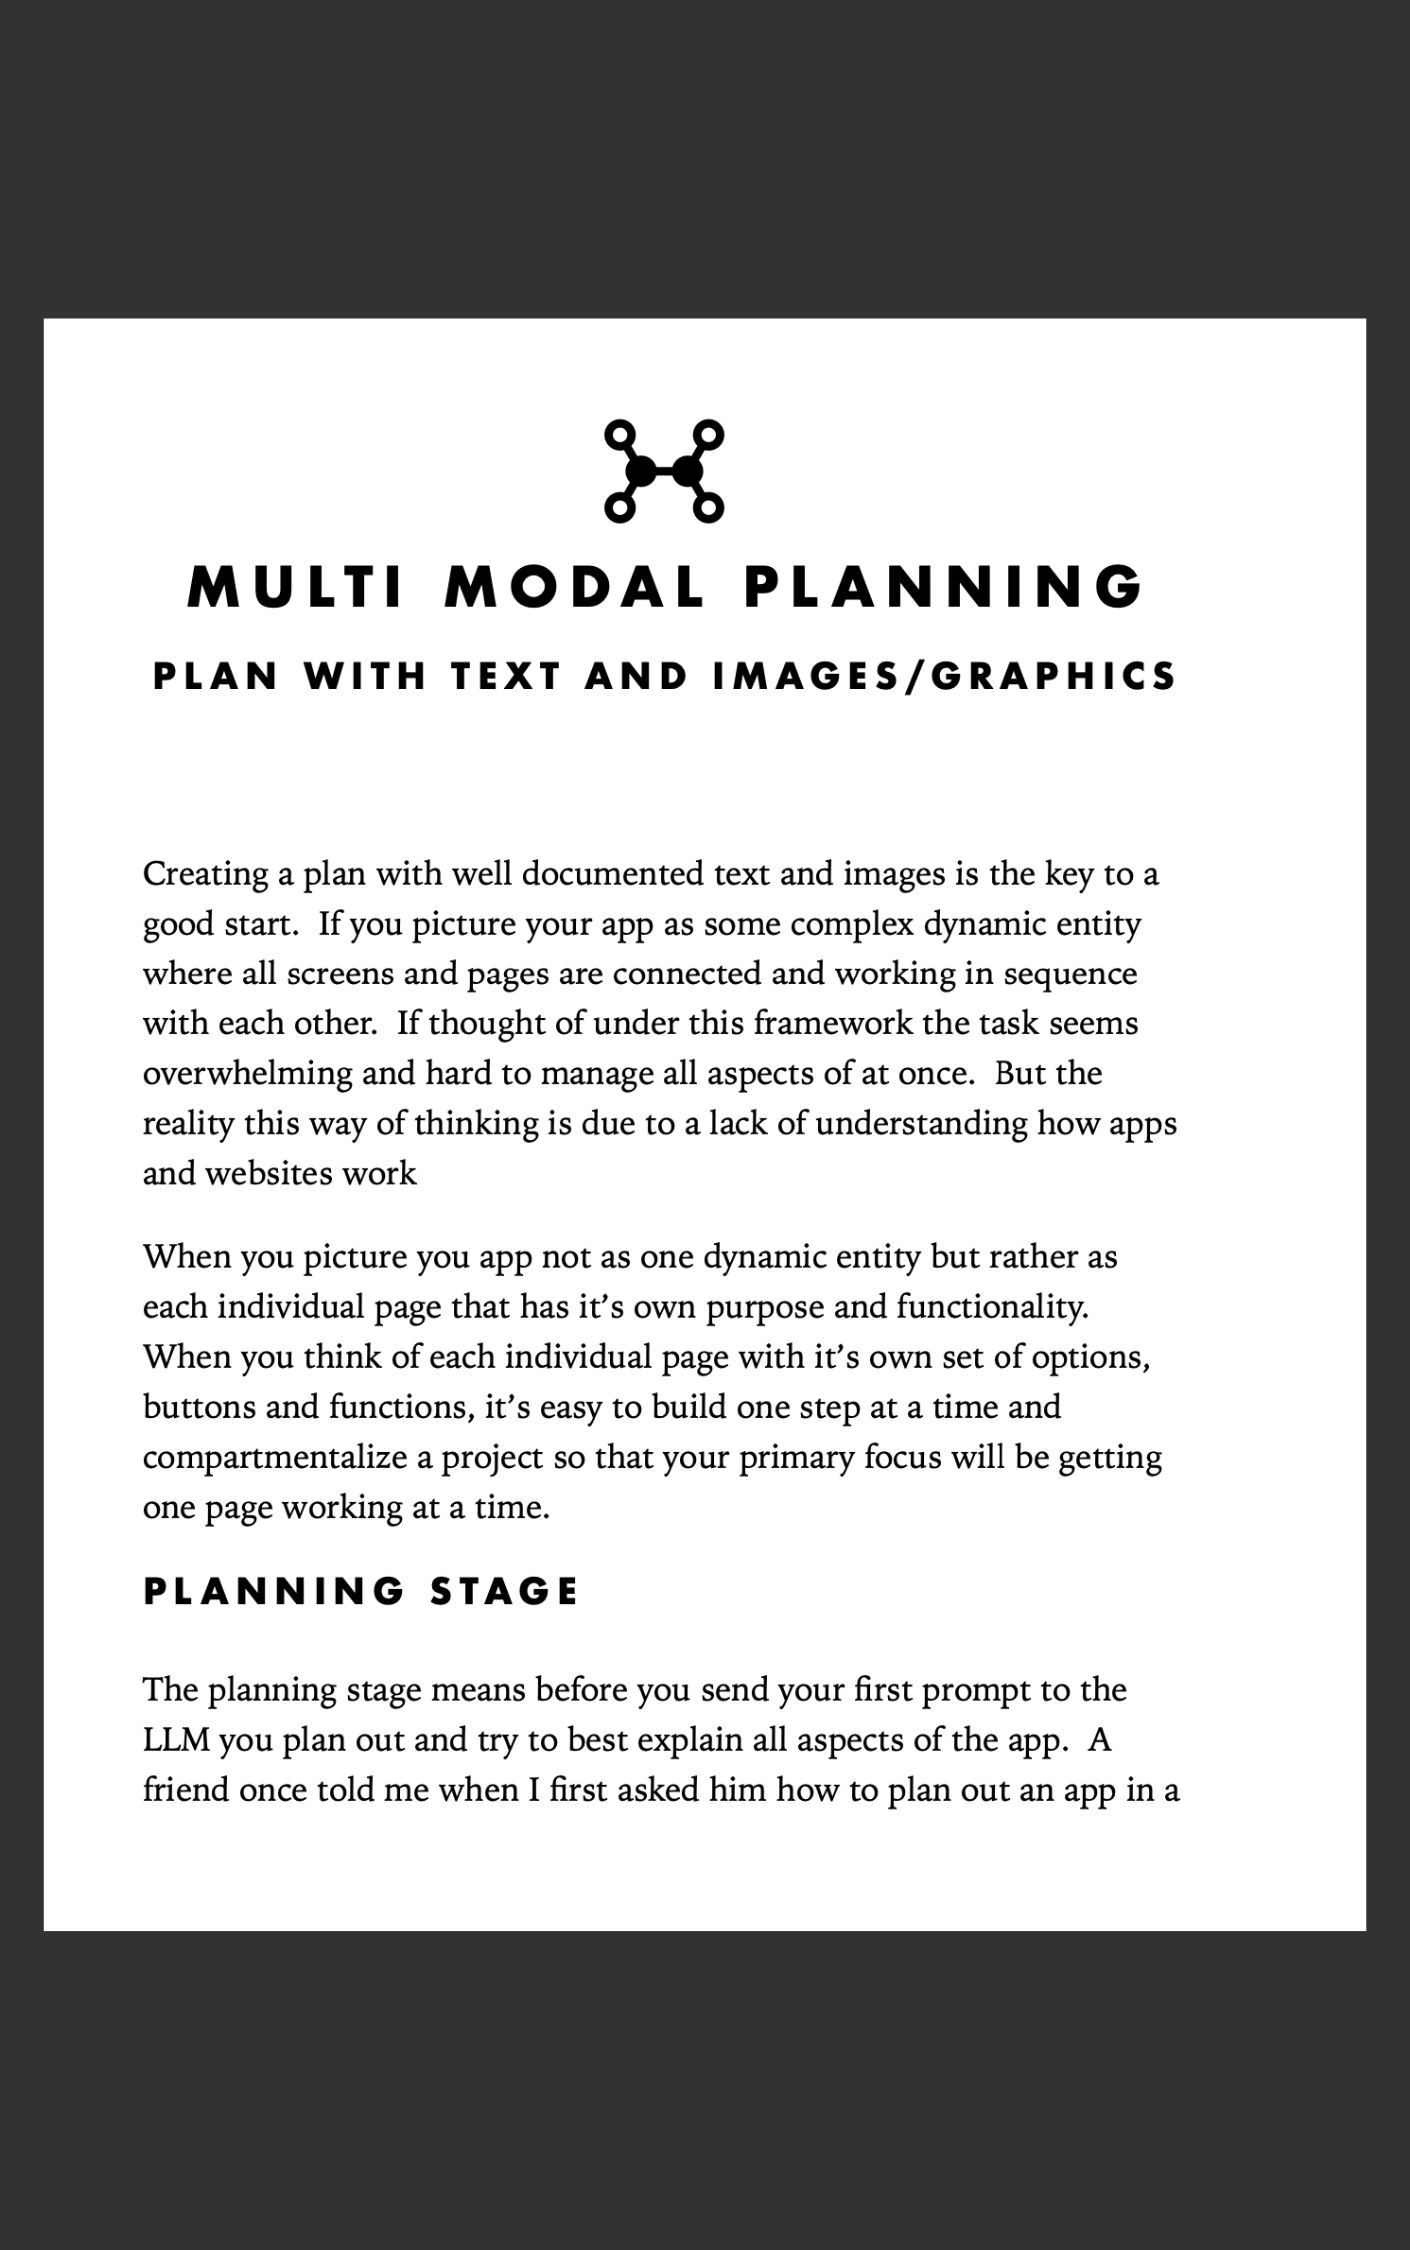 MULTI MODAL PLANNING
PLAN WITH TEXT AND IMAGES/GRAPHICS
Creating a plan with well documented text and images is the key to a
good start.  If you picture your app as some complex dynamic entity
where all screens and pages are connected and working in sequence
with each other.  If thought of under this framework the task seems
overwhelming and hard to manage all aspects of at once.  But the
reality this way of thinking is due to a lack of understanding how apps
and websites work
When you picture you app not as one dynamic entity but rather as
each individual page that has it’s own purpose and functionality.
When you think of each individual page with it’s own set of options,
buttons and functions, it’s easy to build one step at a time and
compartmentalize a project so that your primary focus will be getting
one page working at a time.
PLANNING STAGE
The planning stage means before you send your first prompt to the
LLM you plan out and try to best explain all aspects of the app.  A
friend once told me when I first asked him how to plan out an app in a